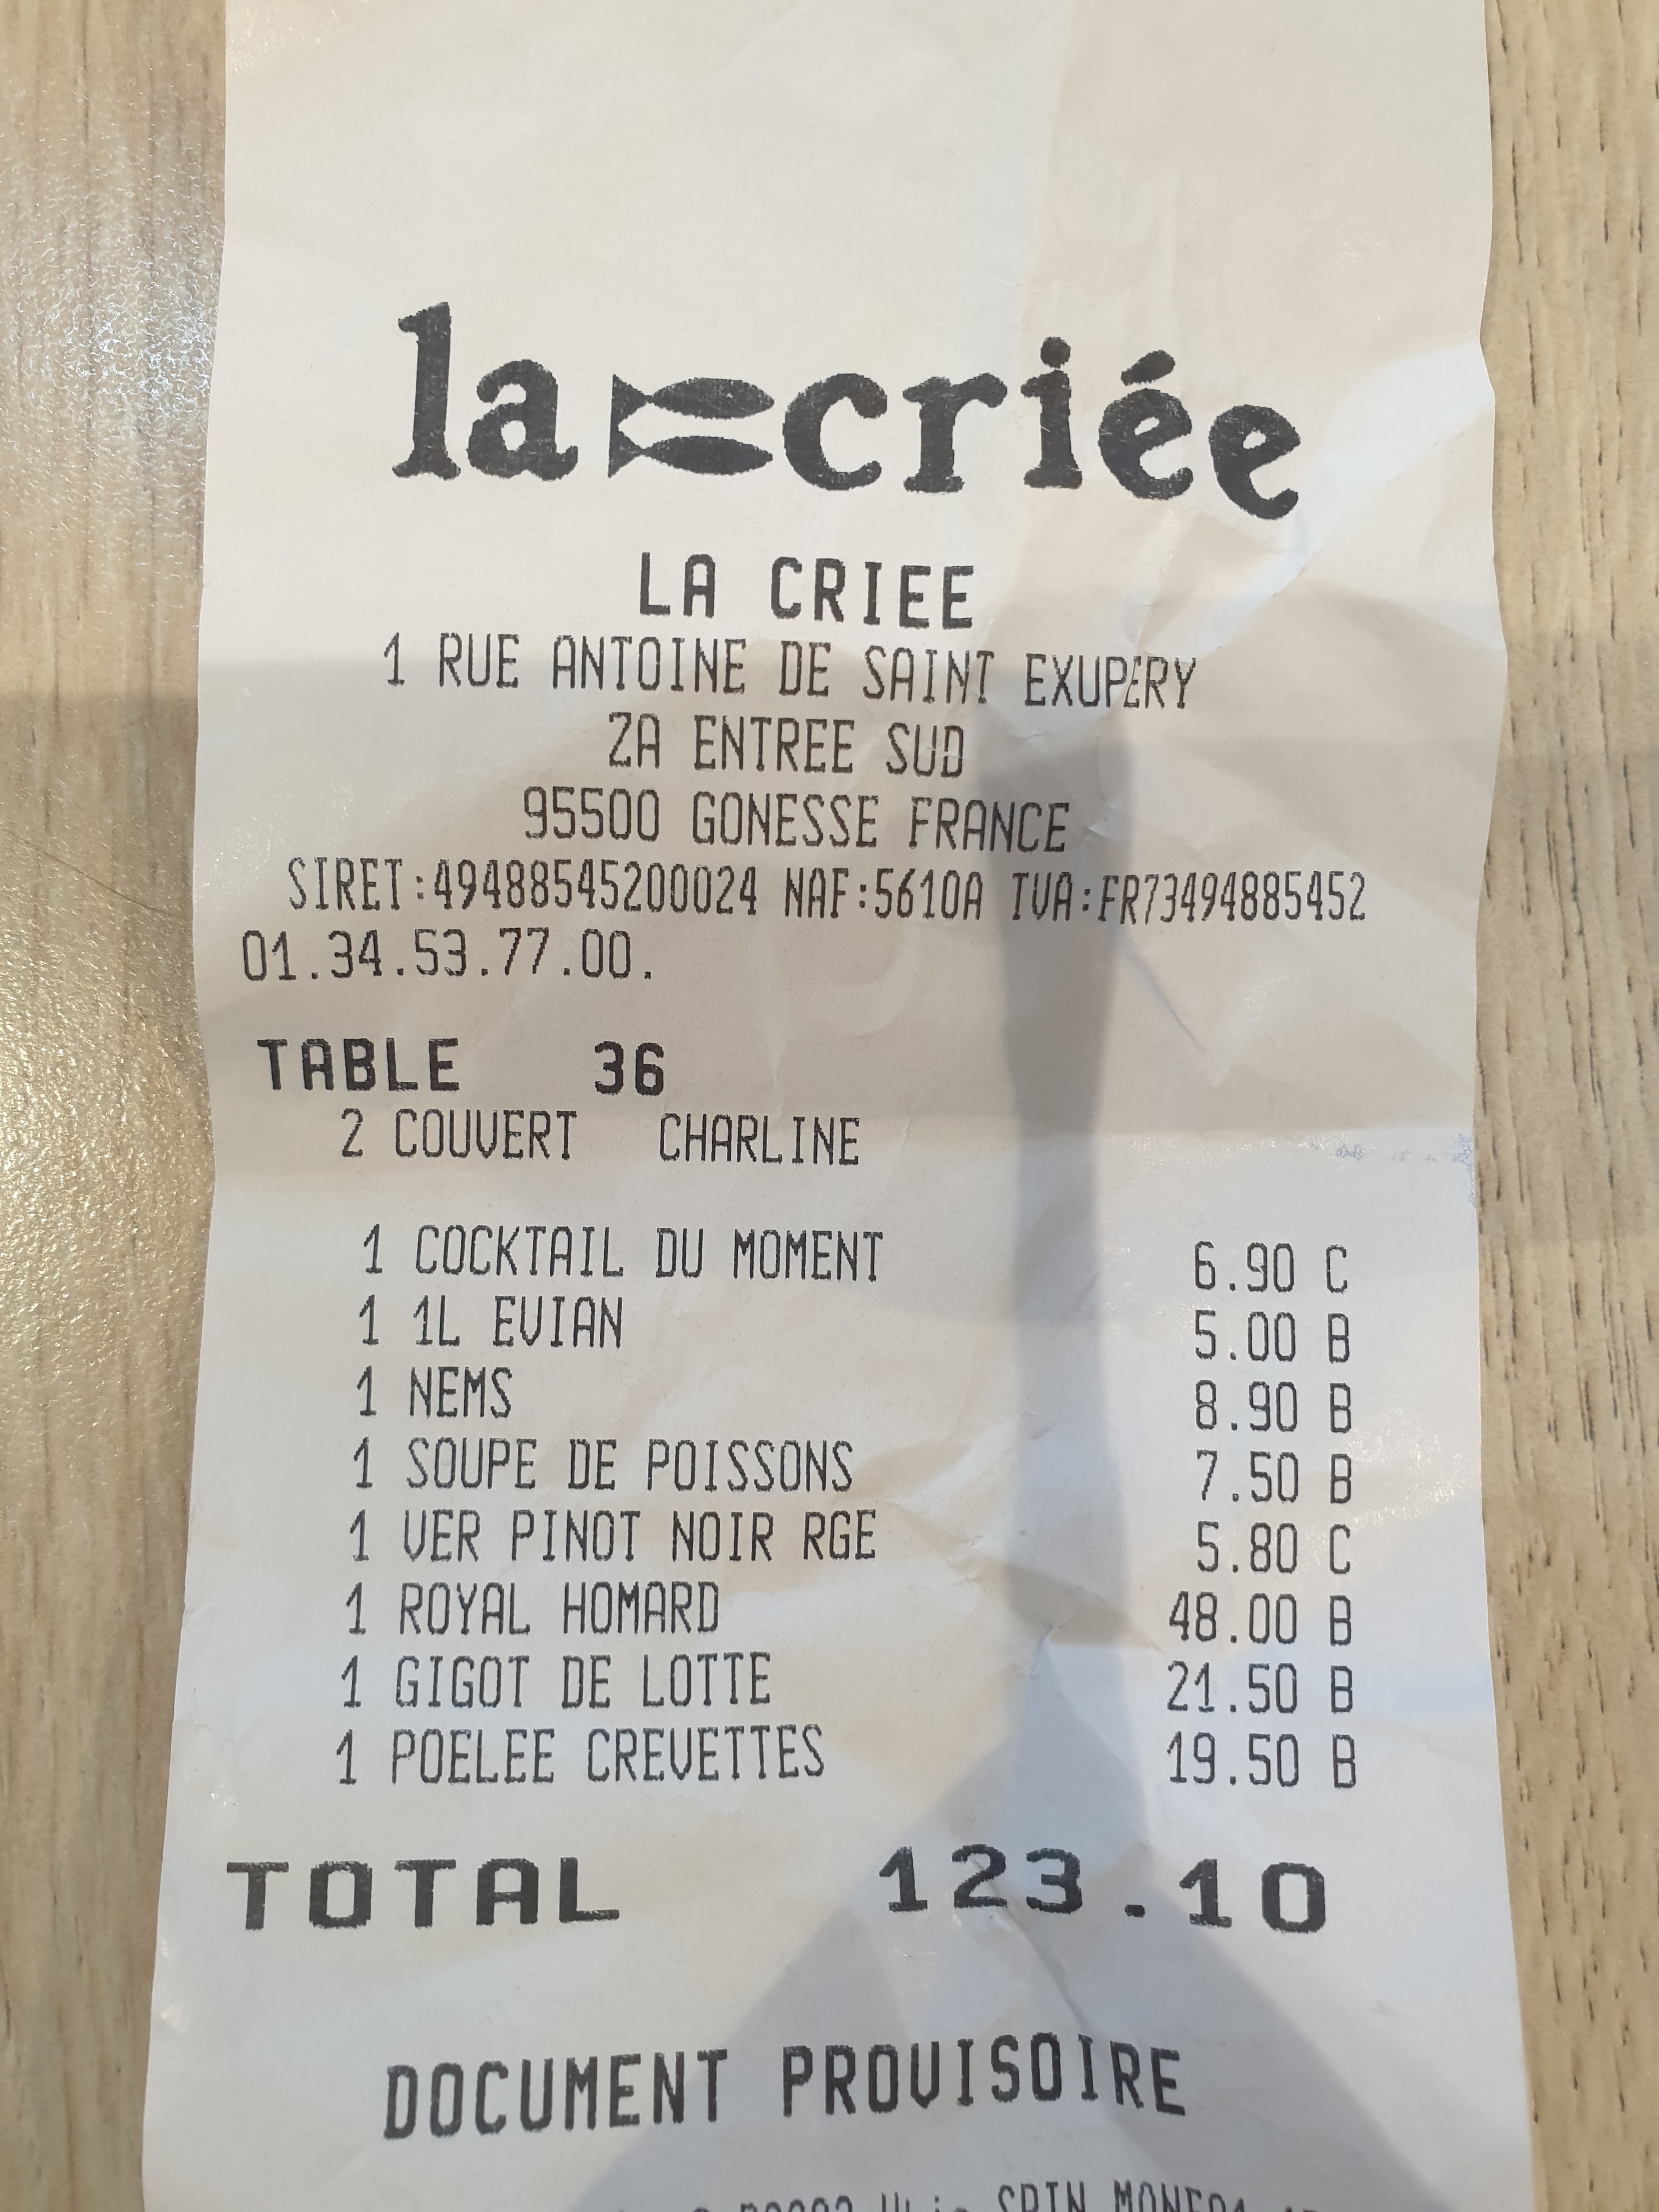 la criée
LA CRIEE
1 RUE ANTOINE DE SAINT EXUPERY
ZA ENTREE SUD
95500 GONESSE FRANCE
SIRET:49488545200024 NAF:5610A TVA:FR73494885452
01.34.53.77.00.
TABLE 36
2 COUVERT CHARLINE
1 COCKTAIL DU MOMENT 6.90 C
1 1L EVIAN 5.00 B
1 NEMS 8.90 B
1 SOUPE DE POISSONS 7.50 B
1 VER PINOT NOIR RGE 5.80 C
1 ROYAL HOMARD 48.00 B
1 GIGOT DE LOTTE 21.50 B
1 POELEE CREVETTES 19.50 B
TOTAL 123.10
DOCUMENT PROVISOIRE